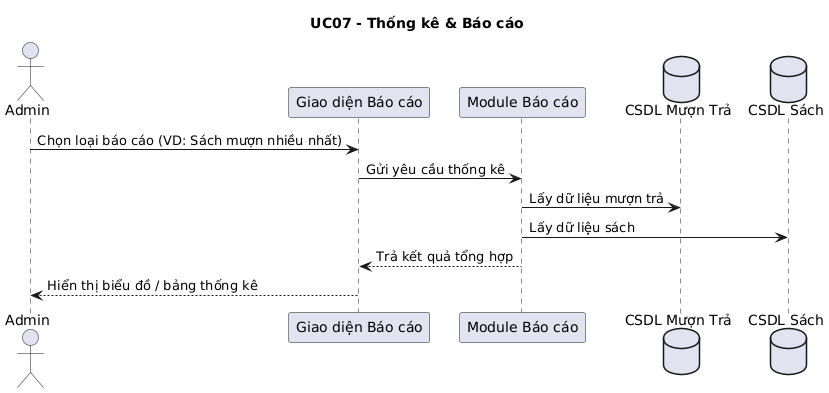 UC07 - Thống kê & Báo cáo
Admin
Giao diện Báo cáo
Module Báo cáo
CSDL Mượn Trả
CSDL Sách
Chọn loại báo cáo (VD: Sách mượn nhiều nhất)
Gửi yêu cầu thống kê
Lấy dữ liệu mượn trả
Lấy dữ liệu sách
Trả kết quả tổng hợp
Hiển thị biểu đồ / bảng thống kê
Admin
Giao diện Báo cáo
Module Báo cáo
CSDL Mượn Trả
CSDL Sách